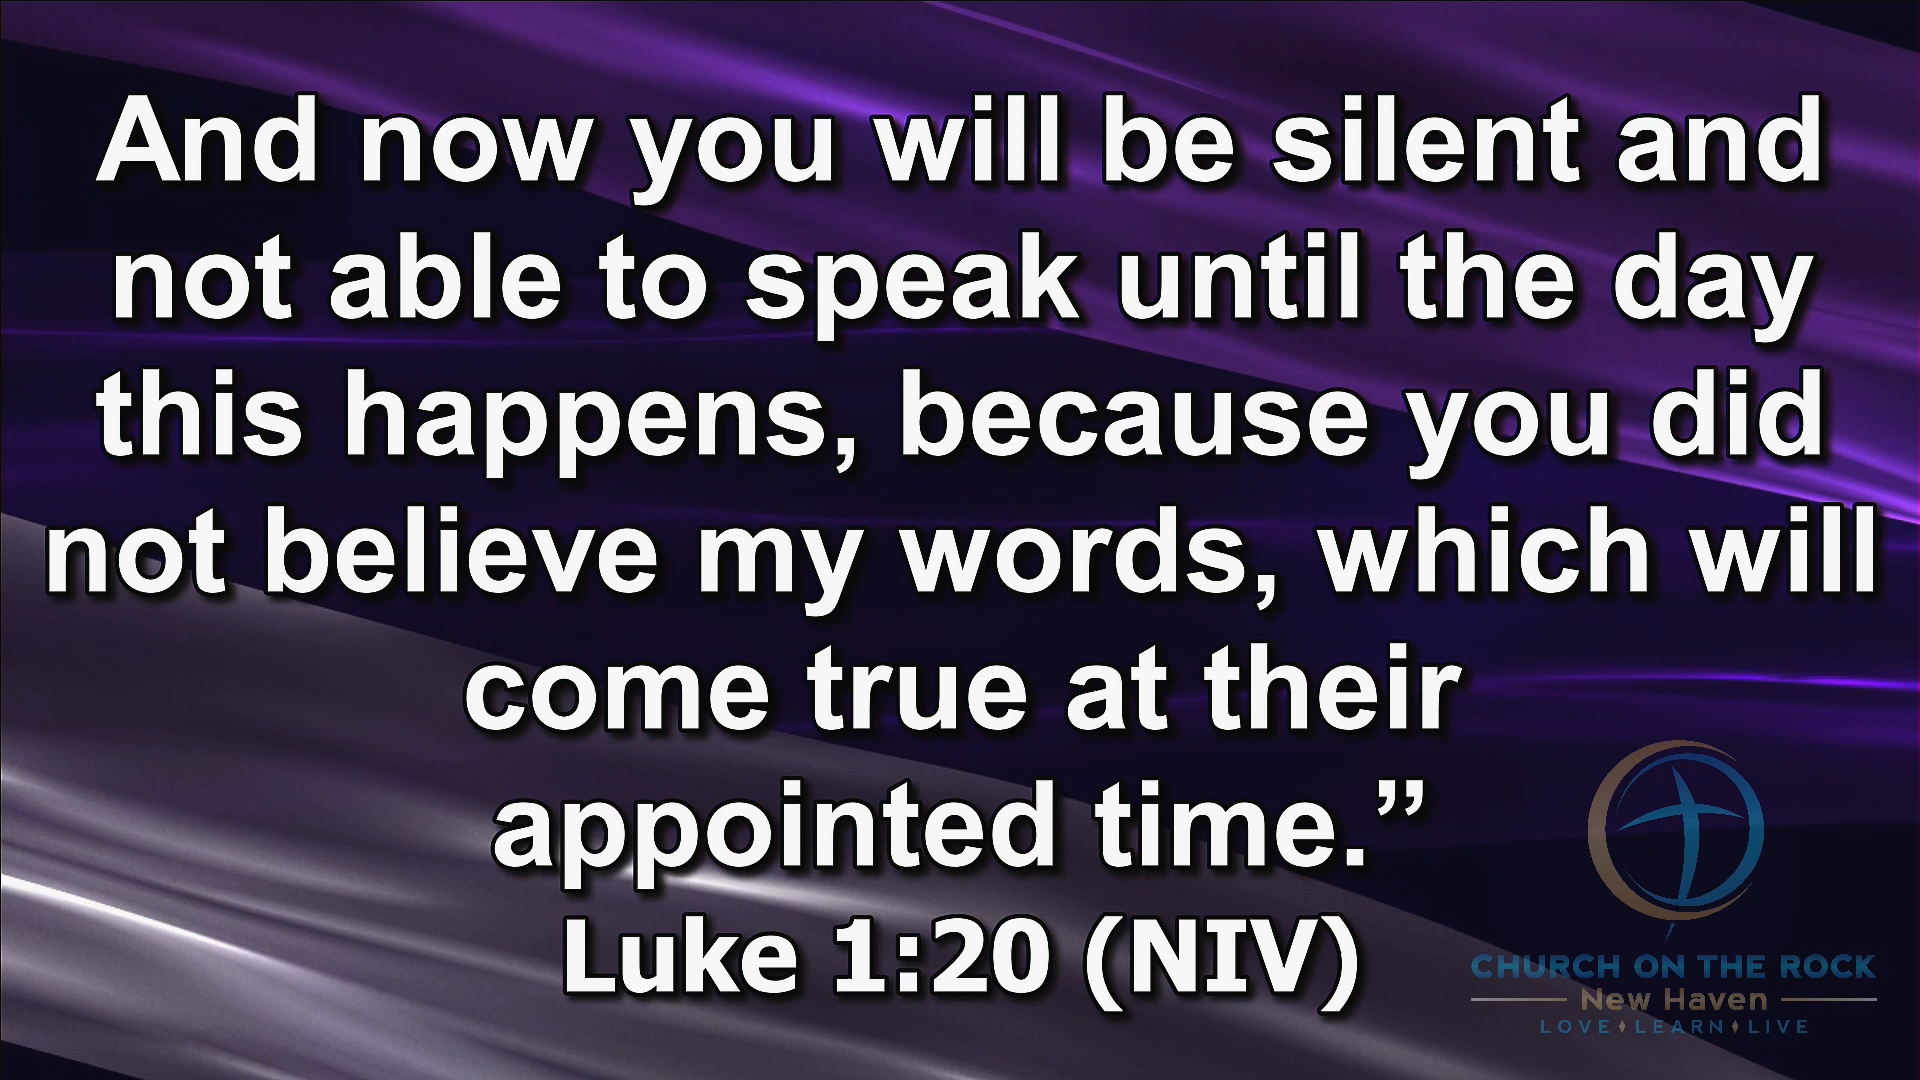 And now you will be silent and
not able to speak until the day
this happens, because you did
not believe my words, which will
come true at their
appointed time.”
Luke 1:20 (NIV)
CHURCH ON THE ROCK
New Haven
LOVE♦LEARN♦LIVE